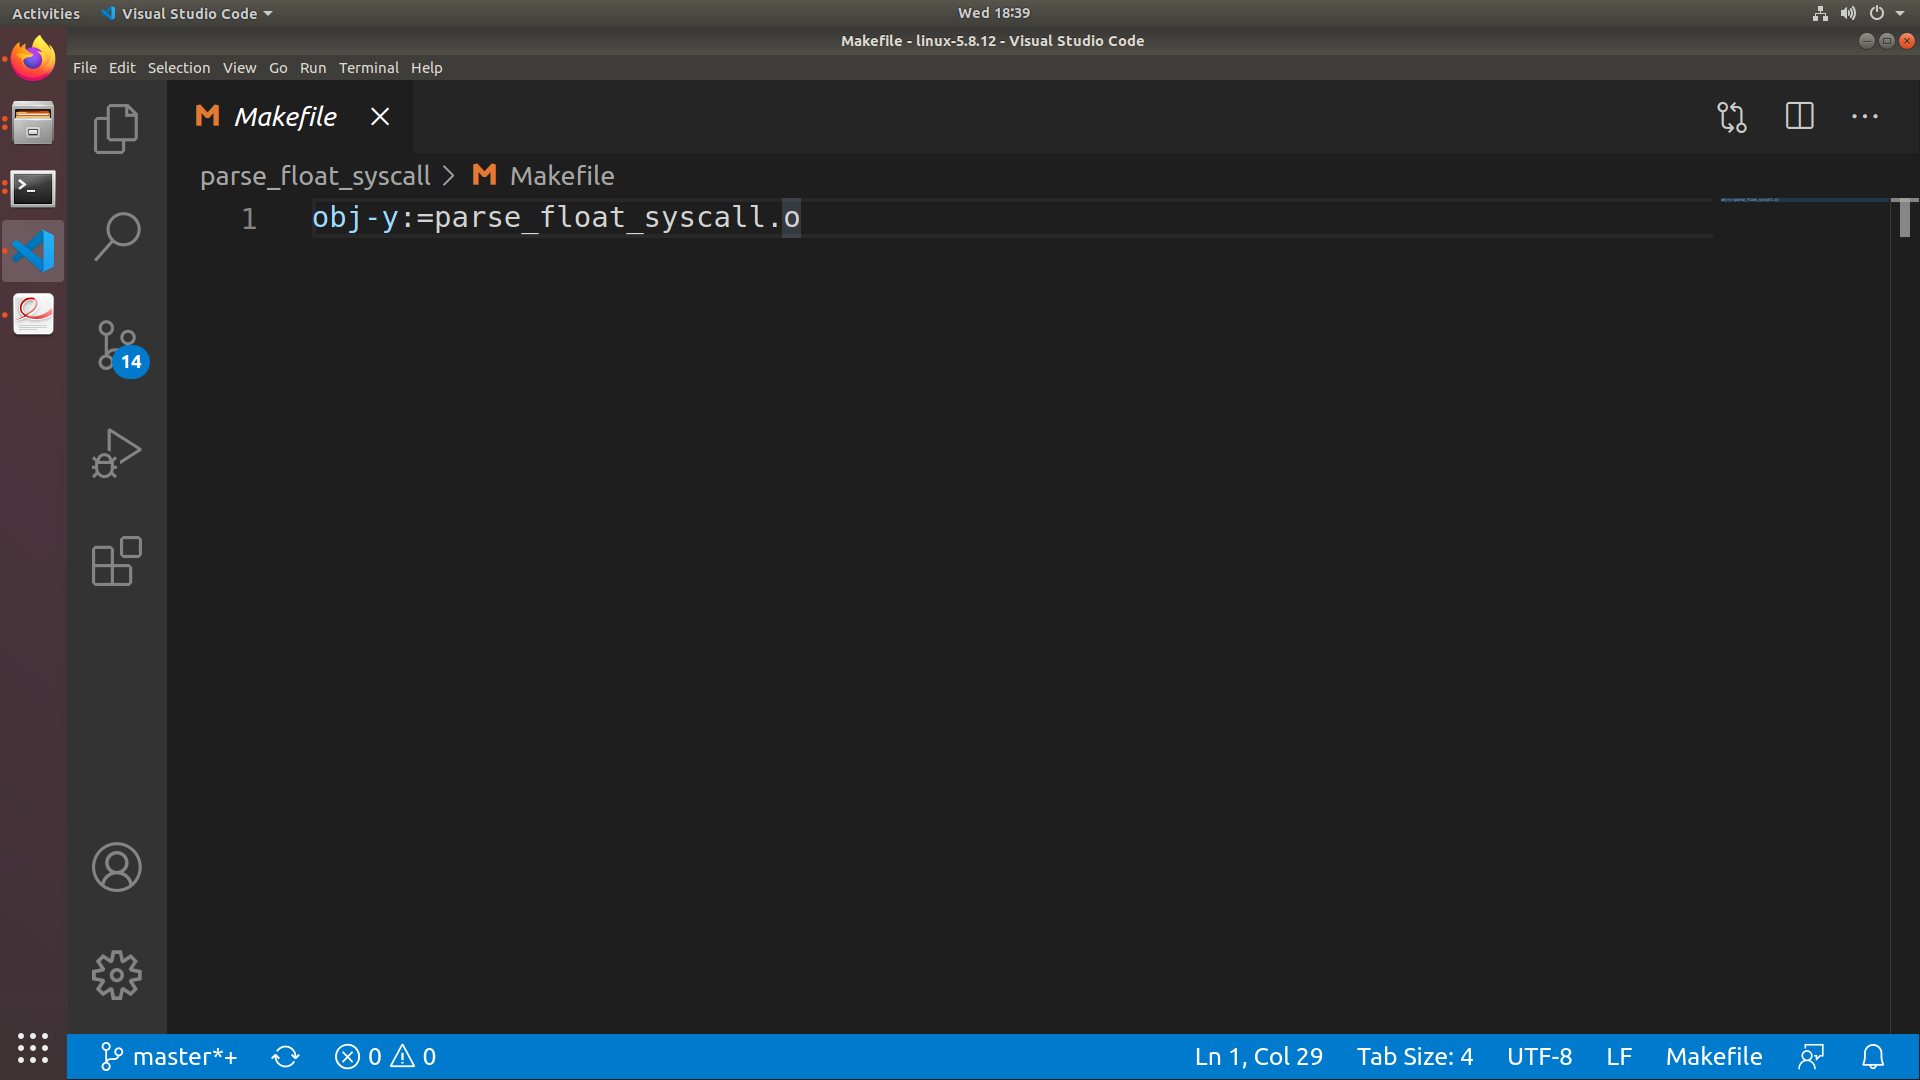 Activities Visual Studio Code Wed 18:39
Makefile - linux-5.8.12 - Visual Studio Code
File Edit Selection View Go Run Terminal Help
M Makefile
parse_float_syscall > M Makefile
1 obj-y:=parse_float_syscall.o
14
master*+ 0 0 Ln 1, Col 29 Tab Size: 4 UTF-8 LF Makefile